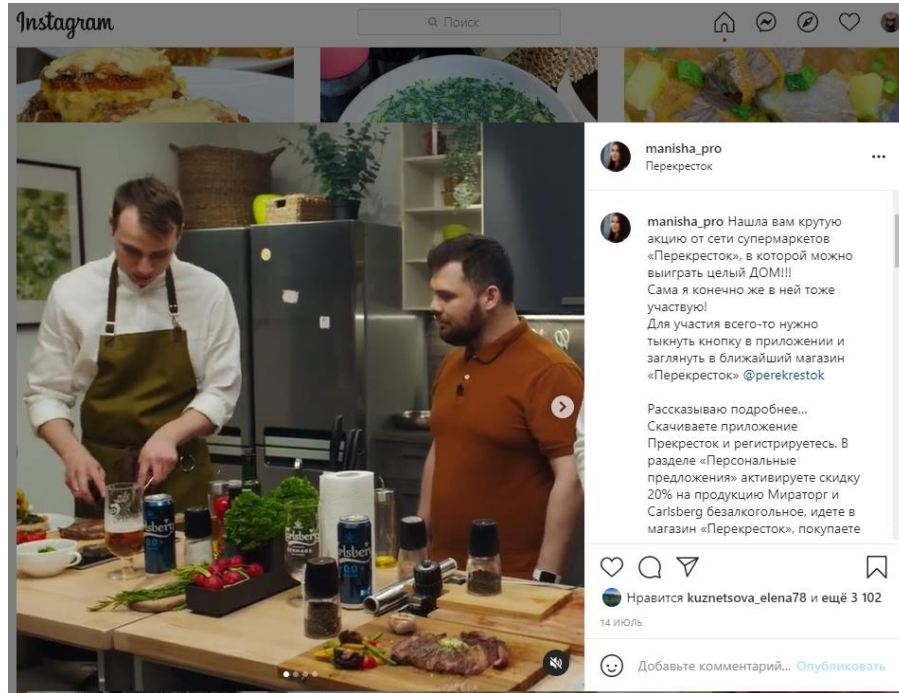 Instagram
Поиск
manisha_pro
Перекресток
manisha_pro Нашла вам крутую
акцию от сети супермаркетов
«Перекресток», в которой можно
выиграть целый ДОМ!!!
Сама я конечно же в ней тоже
участвую!
Для участия всего-то нужно
тыкнуть кнопку в приложении и
заглянуть в ближайший магазин
«Перекресток» @perekrestok
Рассказываю подробнее...
Скачиваете приложение
Прекресток и регистрируетесь. В
разделе «Персональные
предложения» активируете скидку
20% на продукцию Мираторг и
Carlsberg безалкогольное, идете в
магазин «Перекресток», покупаете
Нравится kuznetsova_elena78 и ещё 3 102
14 ИЮЛЬ
Добавьте комментарий... Опубликовать
0.0